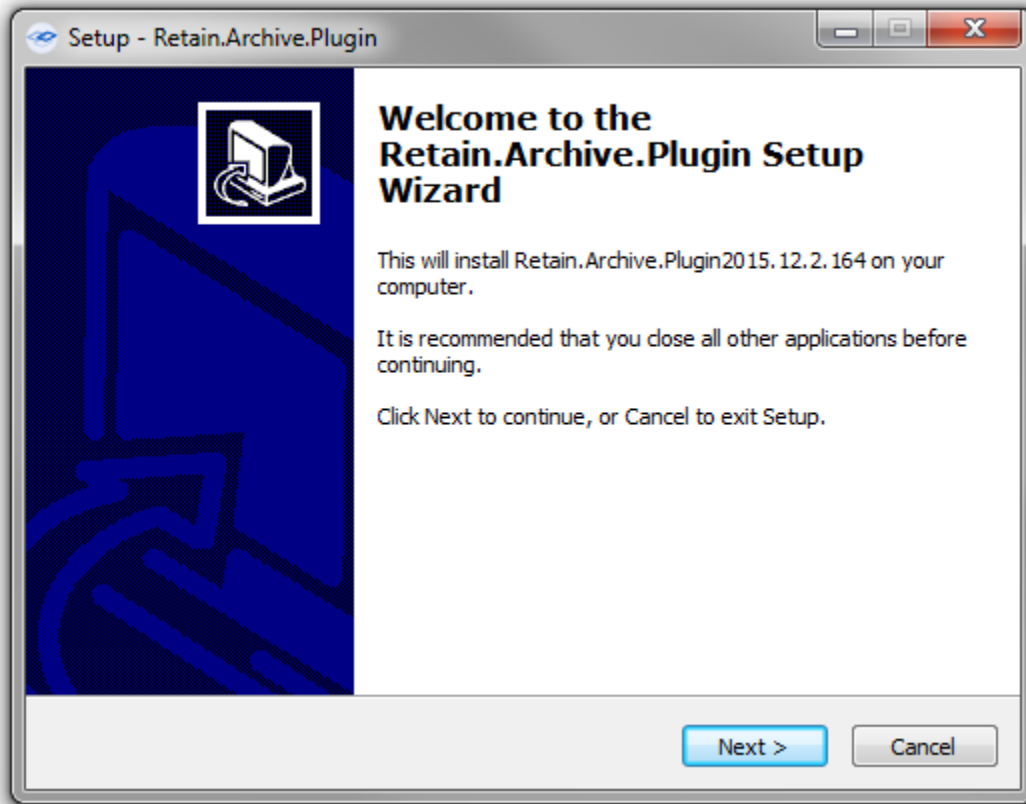 Setup - Retain.Archive.Plugin
Welcome to the
Retain.Archive.Plugin Setup
Wizard
This will install Retain.Archive.Plugin2015.12.2.164 on your
computer.
It is recommended that you close all other applications before
continuing.
Click Next to continue, or Cancel to exit Setup.
Next >
Cancel